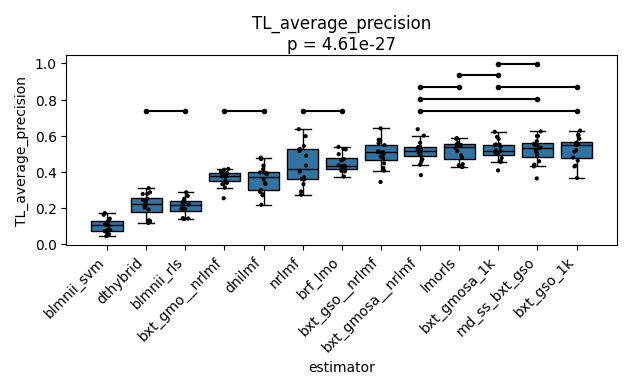 TL_average_precision
p = 4.61e-27
TL_average_precision
1.0
0.8
0.6
0.4
0.2
0.0
blmnii_svm
dthybrid
blmnii_rls
bxt_gmo__nrlmf
dnilmf
nrlmf
brf_lmo
bxt_gso__nrlmf
bxt_gmosa__nrlmf
lmorls
bxt_gmosa_1k
md_ss_bxt_gso
bxt_gso_1k
estimator